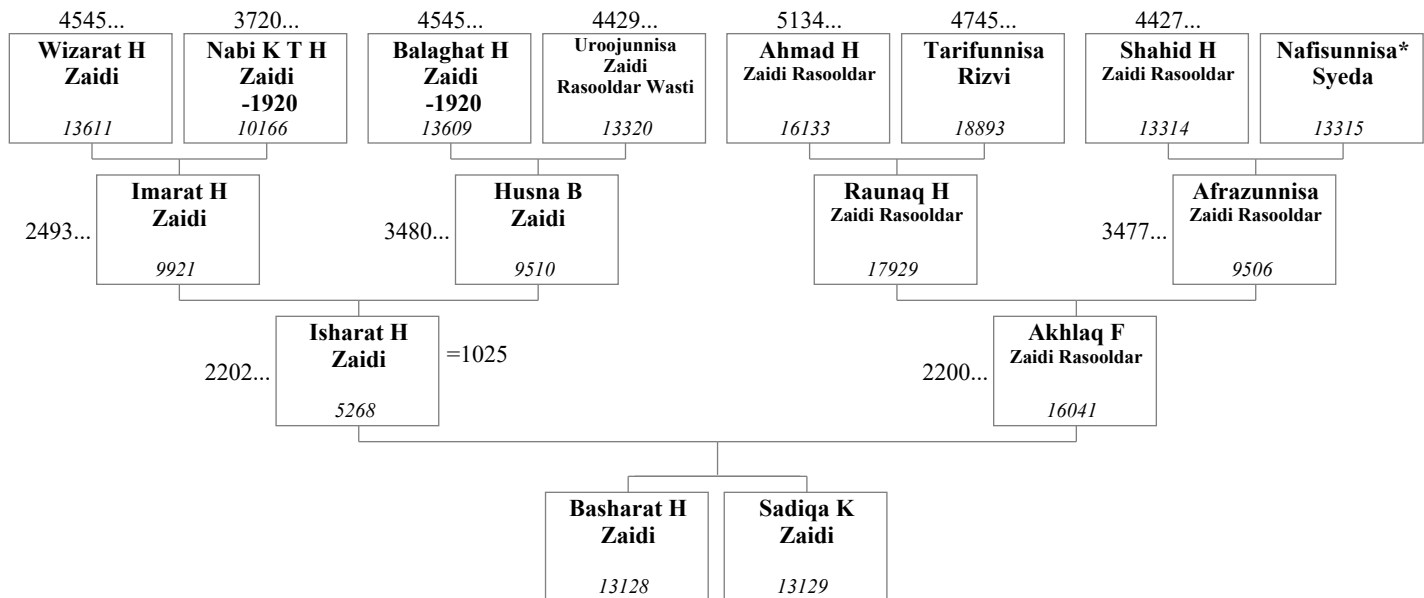 4545...
3720...
4545...
4429...
5134...
4745...
4427...
Wizarat H
Zaidi
13611
Nabi K T H
Zaidi
-1920
10166
Balaghat H
Zaidi
-1920
13609
Uroojunnisa
Zaidi
Rasooldar Wasti
13320
Ahmad H
Zaidi Rasooldar
16133
Tarifunnisa
Rizvi
18893
Shahid H
Zaidi Rasooldar
13314
Nafisunnisa*
Syeda
13315
2493...
Imarat H
Zaidi
9921
3480...
Husna B
Zaidi
9510
Raunaq H
Zaidi Rasooldar
17929
3477...
Afrazunnisa
Zaidi Rasooldar
9506
2202...
Isharat H
Zaidi
5268
=1025
2200...
Akhlaq F
Zaidi Rasooldar
16041
Basharat H
Zaidi
13128
Sadiqa K
Zaidi
13129